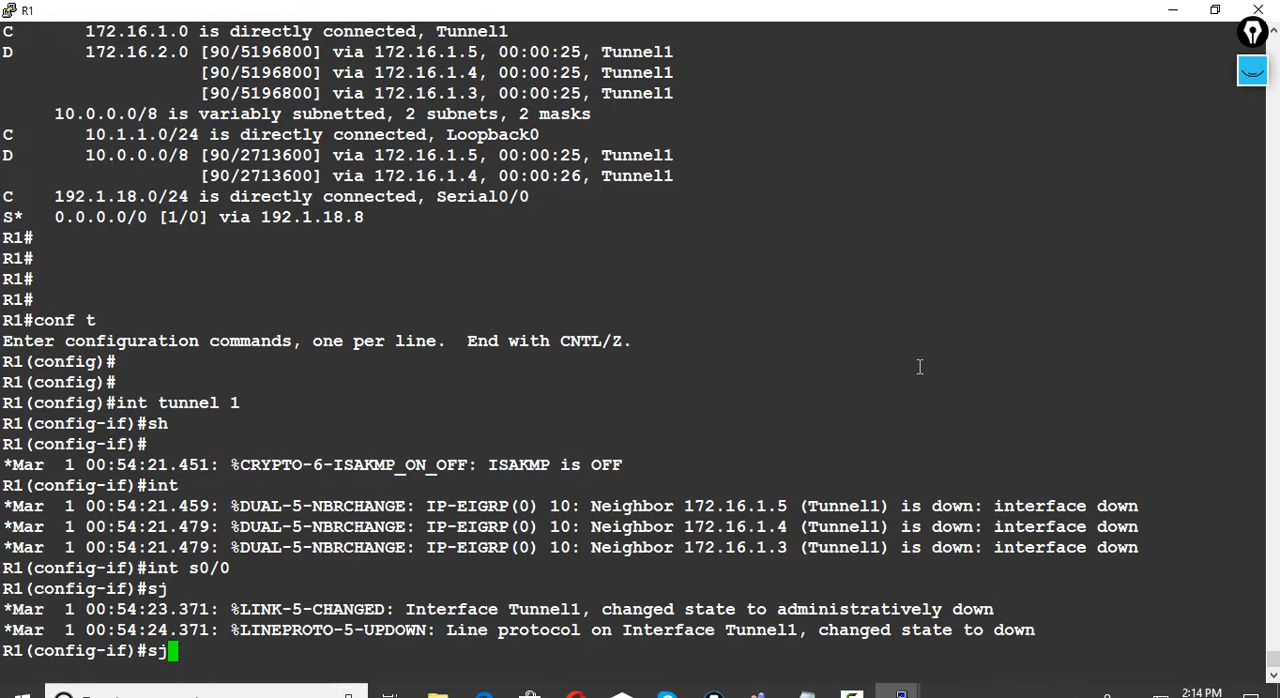 R1
C       172.16.1.0 is directly connected, Tunnel1
D       172.16.2.0 [90/5196800] via 172.16.1.5, 00:00:25, Tunnel1
                   [90/5196800] via 172.16.1.4, 00:00:25, Tunnel1
                   [90/5196800] via 172.16.1.3, 00:00:25, Tunnel1
     10.0.0.0/8 is variably subnetted, 2 subnets, 2 masks
C       10.1.1.0/24 is directly connected, Loopback0
D       10.0.0.0/8 [90/2713600] via 172.16.1.5, 00:00:25, Tunnel1
                   [90/2713600] via 172.16.1.4, 00:00:26, Tunnel1
C    192.1.18.0/24 is directly connected, Serial0/0
S*   0.0.0.0/0 [1/0] via 192.1.18.8
R1#
R1#
R1#
R1#
R1#conf t
Enter configuration commands, one per line.  End with CNTL/Z.
R1(config)#
R1(config)#
R1(config)#int tunnel 1
R1(config-if)#sh
R1(config-if)#
*Mar  1 00:54:21.451: %CRYPTO-6-ISAKMP_ON_OFF: ISAKMP is OFF
R1(config-if)#int
*Mar  1 00:54:21.459: %DUAL-5-NBRCHANGE: IP-EIGRP(0) 10: Neighbor 172.16.1.5 (Tunnel1) is down: interface down
*Mar  1 00:54:21.479: %DUAL-5-NBRCHANGE: IP-EIGRP(0) 10: Neighbor 172.16.1.4 (Tunnel1) is down: interface down
*Mar  1 00:54:21.479: %DUAL-5-NBRCHANGE: IP-EIGRP(0) 10: Neighbor 172.16.1.3 (Tunnel1) is down: interface down
R1(config-if)#int s0/0
R1(config-if)#sj
*Mar  1 00:54:23.371: %LINK-5-CHANGED: Interface Tunnel1, changed state to administratively down
*Mar  1 00:54:24.371: %LINEPROTO-5-UPDOWN: Line protocol on Interface Tunnel1, changed state to down
R1(config-if)#sj
2:14 PM